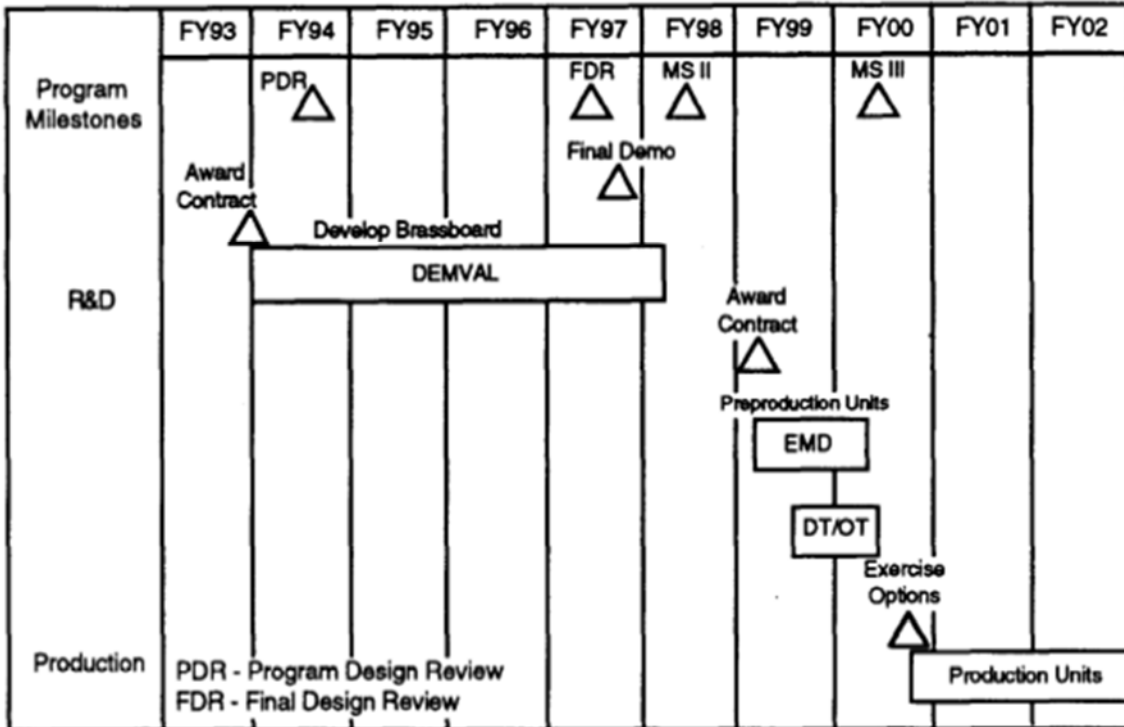 FY93 FY94 FY95 FY96 FY97 FY98 FY99 FY00 FY01 FY02
Program
Milestones
PDR
FDR
MS II
MS III
Final Demo
Award
Contract
Develop Brassboard
DEMVAL
R&D
Award
Contract
Preproduction Units
EMD
DT/OT
Exercise
Options
Production
Production Units
PDR - Program Design Review
FDR - Final Design Review